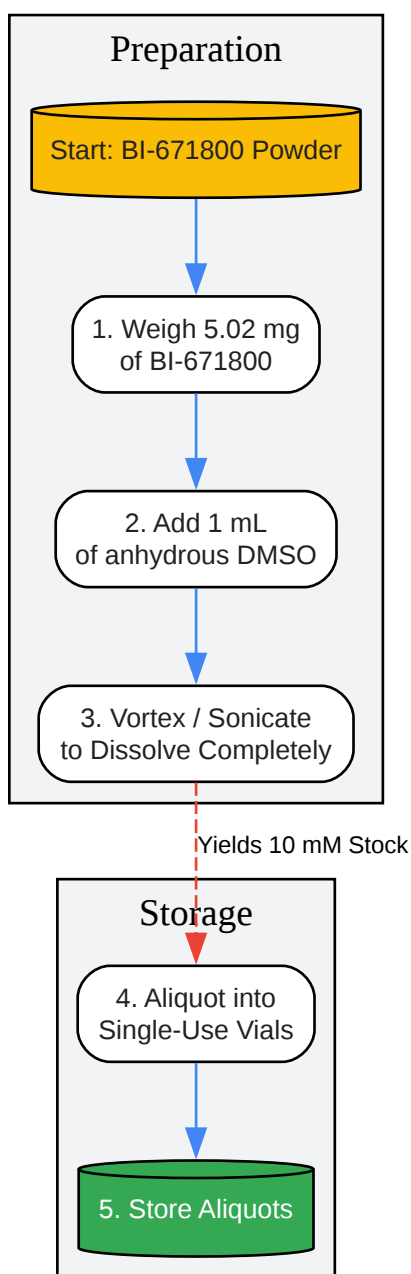 Preparation
Start: BI-671800 Powder
1. Weigh 5.02 mg
of BI-671800
2. Add 1 mL
of anhydrous DMSO
3. Vortex / Sonicate
to Dissolve Completely
Yields 10 mM Stock
Storage
4. Aliquot into
Single-Use Vials
5. Store Aliquots